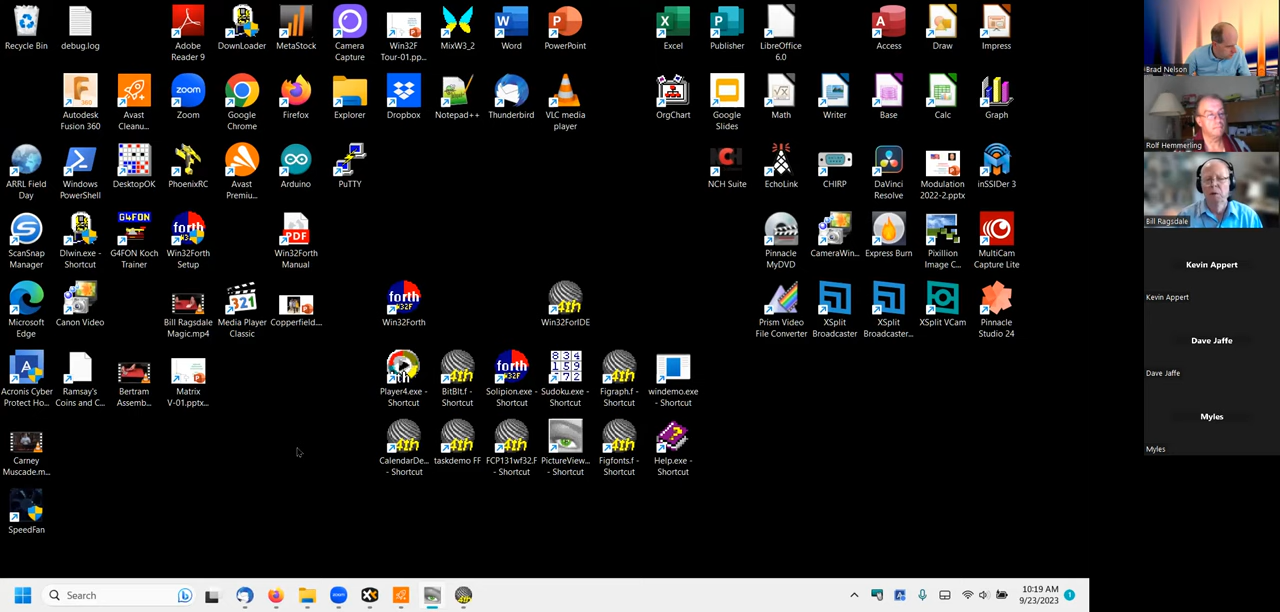 Recycle Bin
debug.log
Adobe
Reader 9
DownLoader
MetaStock
Camera
Capture
Win32F
Tour-01.pp...
MixW3_2
Word
PowerPoint
Excel
Publisher
LibreOffice
6.0
Access
Draw
Impress
Autodesk
Fusion 360
Avast
Cleanu...
Zoom
Google
Chrome
Firefox
Explorer
Dropbox
Notepad++
Thunderbird
VLC media
player
OrgChart
Google
Slides
Math
Writer
Base
Calc
Graph
ARRL Field
Day
Windows
PowerShell
DesktopOK
PhoenixRC
Avast
Premiu...
Arduino
PuTTY
NCH Suite
EchoLink
CHIRP
DaVinci
Resolve
Modulation
2022-2.pptx
inSSIDer 3
ScanSnap
Manager
Dlwin.exe -
Shortcut
G4FON Koch
Trainer
Win32Forth
Setup
Win32Forth
Manual
Pinnacle
MyDVD
CameraWin...
Express Burn
Pixillion
Image C...
MultiCam
Capture Lite
Microsoft
Edge
Canon Video
Bill Ragsdale
Magic.mp4
Media Player
Classic
Copperfield...
Win32Forth
Win32ForIDE
Prism Video
File Converter
XSplit
Broadcaster
XSplit
Broadcaster...
XSplit VCam
Pinnacle
Studio 24
Acronis Cyber
Protect Ho...
Ramsay's
Coins and C...
Bertram
Assemb...
Matrix
V-01.pptx...
Player4.exe -
Shortcut
BitBlt.f -
Shortcut
Solipion.exe -
Shortcut
Sudoku.exe -
Shortcut
Figraph.f -
Shortcut
windemo.exe
- Shortcut
Carney
Muscade.m...
CalendarDe...
- Shortcut
taskdemo FF
FCP131wf32.F
- Shortcut
PictureView...
- Shortcut
Figfonts.f -
Shortcut
Help.exe -
Shortcut
SpeedFan
Search
10:19 AM
9/23/2023
1
Brad Nelson
Rolf Hemmerling
Bill Ragsdale
Kevin Appert
Kevin Appert
Dave Jaffe
Dave Jaffe
Myles
Myles